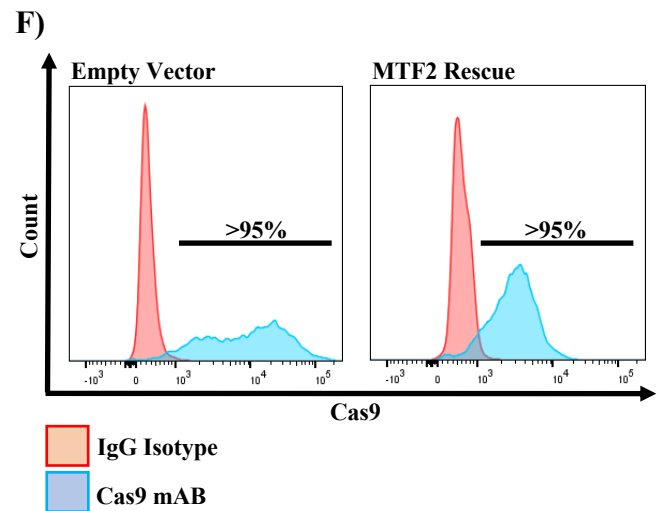 F)
Empty Vector
MTF2 Rescue
Count
>95%
>95%
-10³ 0 10³ 10⁴ 10⁵
-10³ 0 10³ 10⁴ 10⁵
Cas9
IgG Isotype
Cas9 mAB